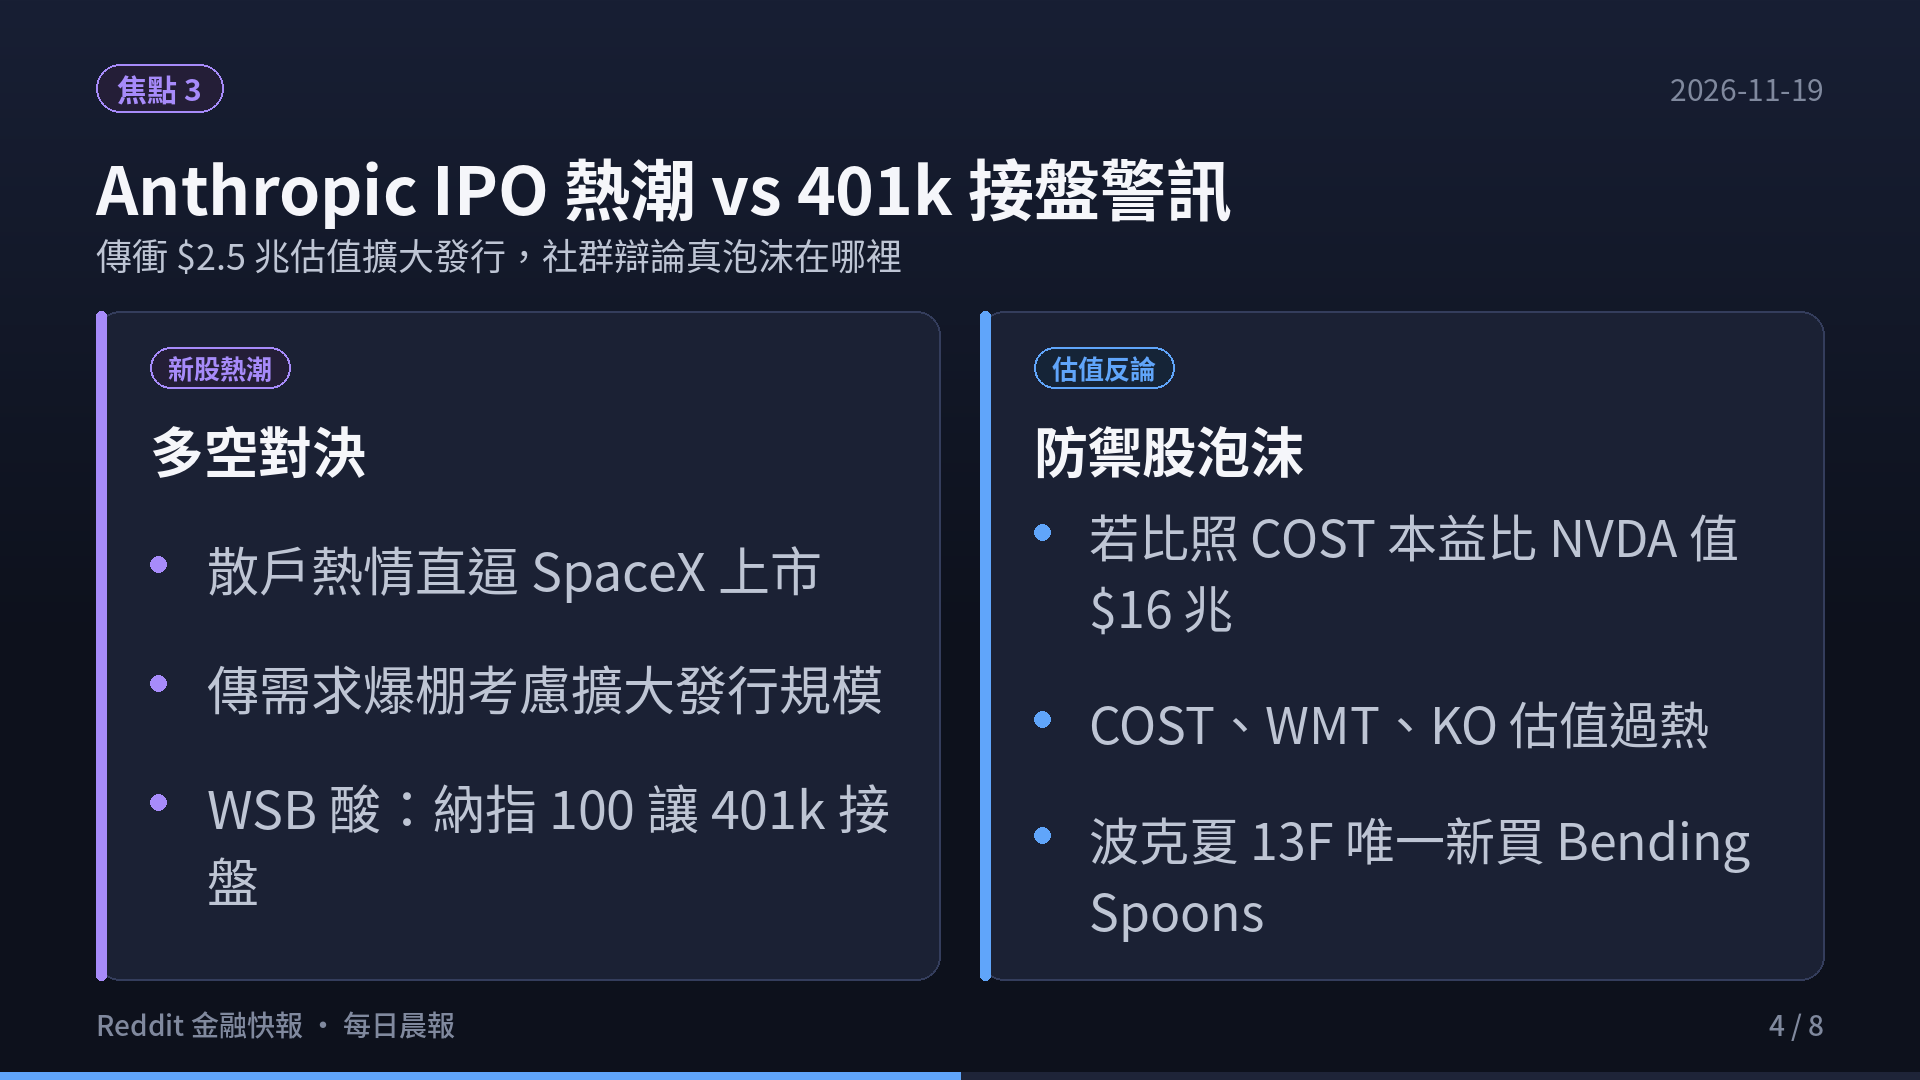 焦點 3
2026-11-19
Anthropic IPO 熱潮 vs 401k 接盤警訊
傳衝 $2.5 兆估值擴大發行，社群辯論真泡沫在哪裡
新股熱潮
多空對決
散戶熱情直逼 SpaceX 上市
傳需求爆棚考慮擴大發行規模
WSB 酸：納指 100 讓 401k 接
盤
估值反論
防禦股泡沫
若比照 COST 本益比 NVDA 值
$16 兆
COST、WMT、KO 估值過熱
波克夏 13F 唯一新買 Bending
Spoons
Reddit 金融快報 · 每日晨報
4 / 8